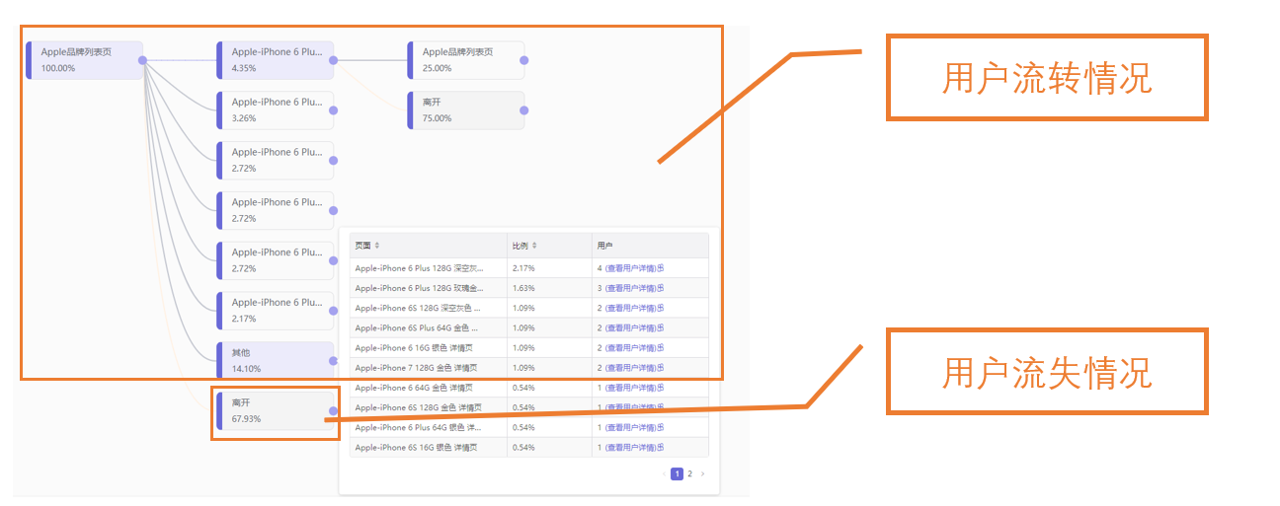 Apple品牌列表页
100.00%
Apple-iPhone 6 Plu...
4.35%
Apple品牌列表页
25.00%
Apple-iPhone 6 Plu...
3.26%
离开
75.00%
Apple-iPhone 6 Plu...
2.72%
Apple-iPhone 6 Plu...
2.72%
Apple-iPhone 6 Plu...
2.72%
Apple-iPhone 6 Plu...
2.17%
其他
14.10%
离开
67.93%
页面 比例 用户
Apple-iPhone 6 Plus 128G 深空灰... 2.17% 4 (查看用户详情)
Apple-iPhone 6 Plus 128G 玫瑰金... 1.63% 3 (查看用户详情)
Apple-iPhone 6S 128G 深空灰色 ... 1.09% 2 (查看用户详情)
Apple-iPhone 6S Plus 64G 金色 ... 1.09% 2 (查看用户详情)
Apple-iPhone 6 16G 银色 详情页 1.09% 2 (查看用户详情)
Apple-iPhone 7 128G 金色 详情页 1.09% 2 (查看用户详情)
Apple-iPhone 6 64G 金色 详情页 0.54% 1 (查看用户详情)
Apple-iPhone 6S 128G 金色 详情页 0.54% 1 (查看用户详情)
Apple-iPhone 6 Plus 64G 银色 详... 0.54% 1 (查看用户详情)
Apple-iPhone 6S 16G 银色 详情页 0.54% 1 (查看用户详情)
1 2
用户流转情况
用户流失情况